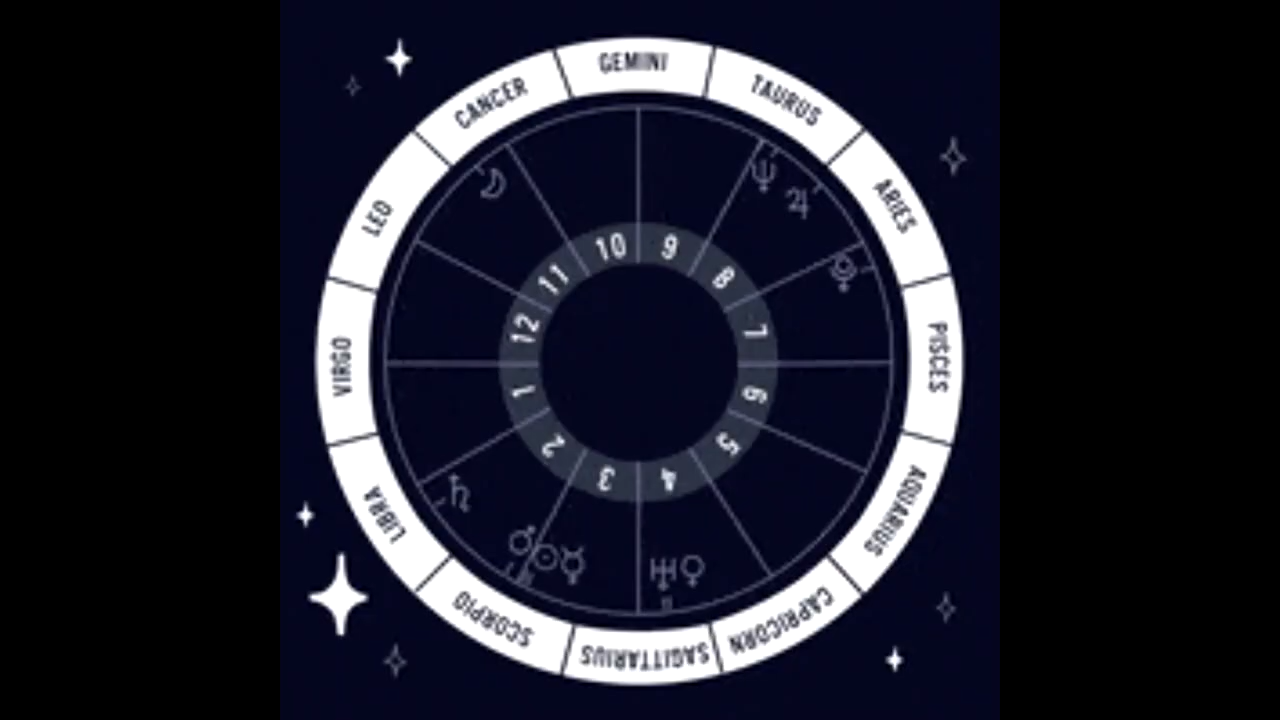 GEMINI
TAURUS
ARIES
PISCES
AQUARIUS
CAPRICORN
SAGITTARIUS
SCORPIO
LIBRA
VIRGO
LEO
CANCER
10
9
8
7
6
5
4
3
2
1
12
11